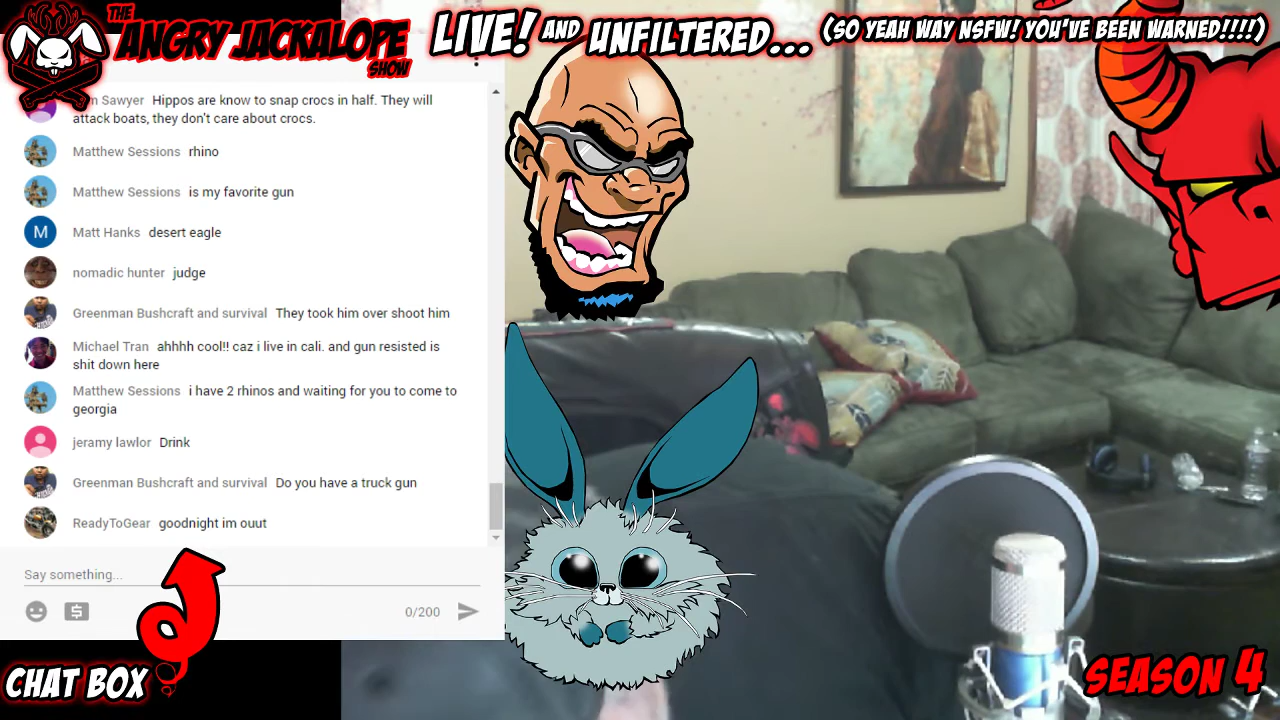 THE
ANGRY JACKALOPE
SHOW
LIVE! AND UNFILTERED... (SO YEAH WAY NSFW! YOU'VE BEEN WARNED!!!!)
Sawyer Hippos are know to snap crocs in half. They will
attack boats, they don't care about crocs.
Matthew Sessions rhino
Matthew Sessions is my favorite gun
M Matt Hanks desert eagle
nomadic hunter judge
Greenman Bushcraft and survival They took him over shoot him
Michael Tran ahhhh cool!! caz i live in cali. and gun resisted is
shit down here
Matthew Sessions i have 2 rhinos and waiting for you to come to
georgia
jeramy lawlor Drink
Greenman Bushcraft and survival Do you have a truck gun
ReadyToGear goodnight im ouut
Say something...
0/200
CHAT BOX
SEASON 4